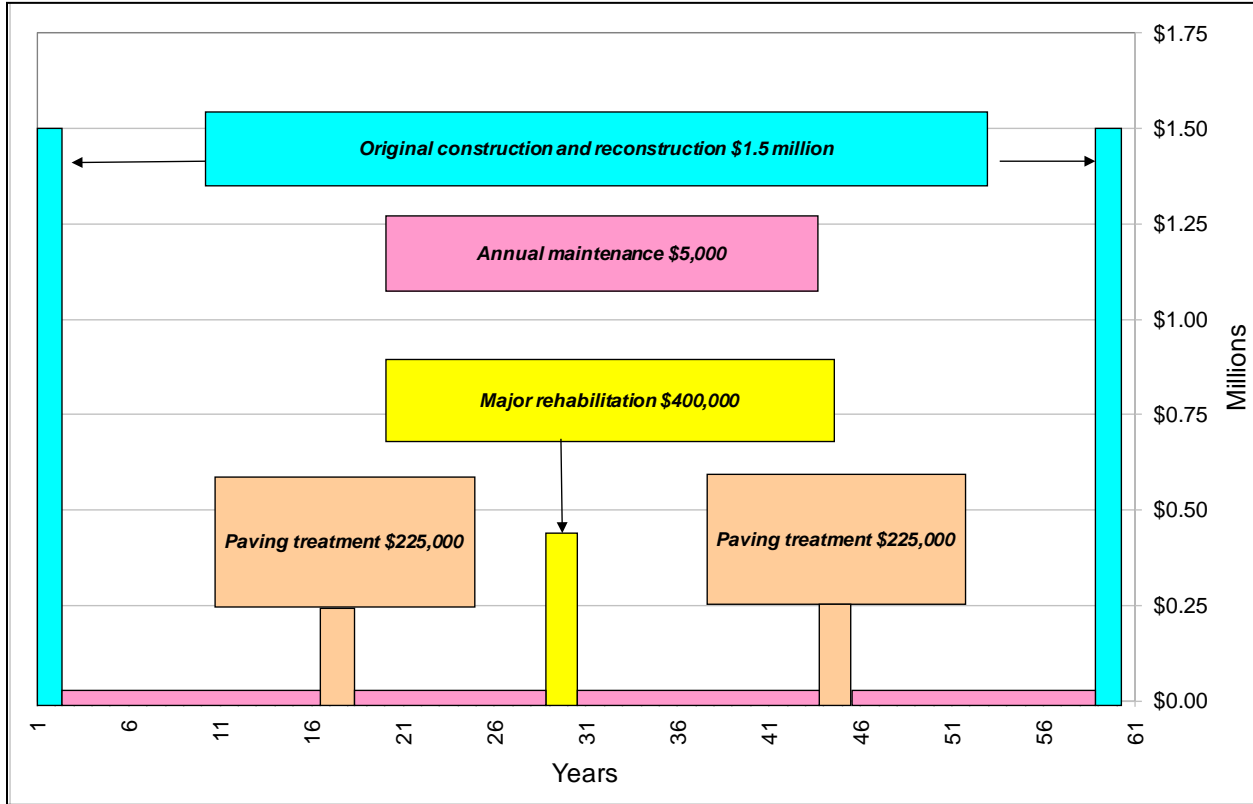 $1.75
Original construction and reconstruction $1.5 million
$1.50
Annual maintenance $5,000
$1.25
$1.00
Major rehabilitation $400,000
$0.75
Paving treatment $225,000
Paving treatment $225,000
$0.50
$0.25
$0.00
Millions
1 6 11 16 21 26 31 36 41 46 51 56 61
Years